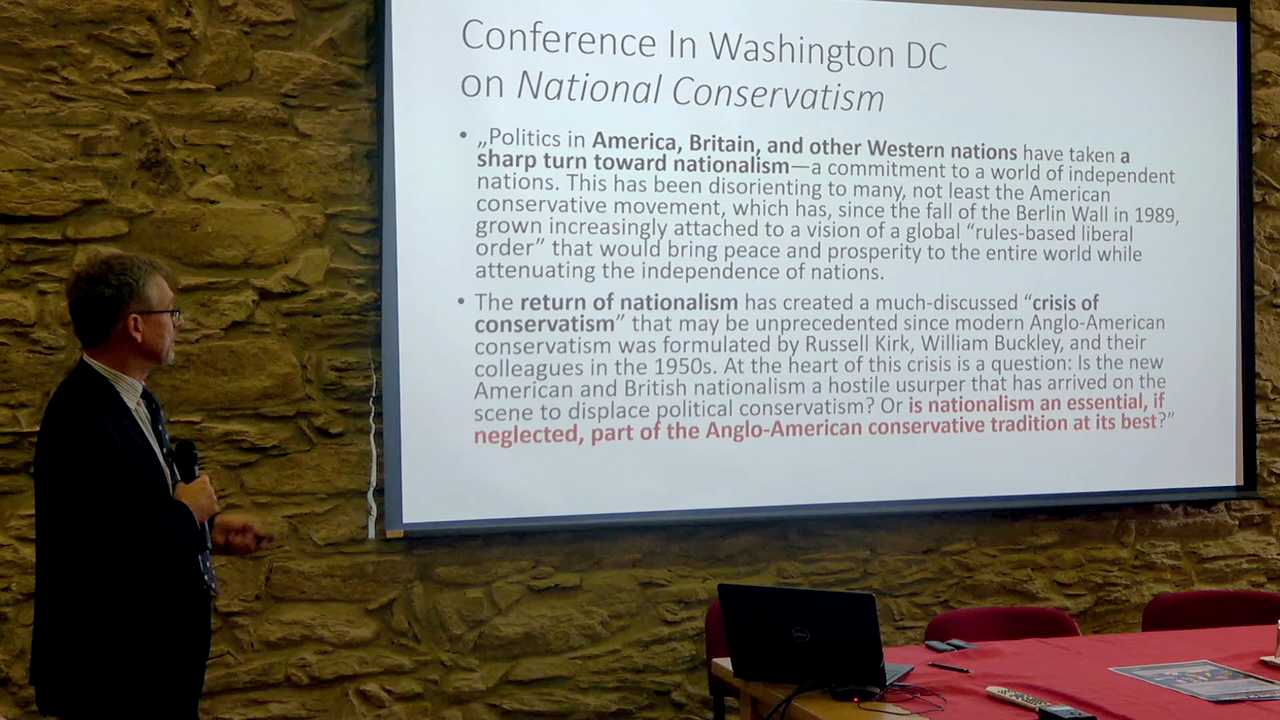 Conference In Washington DC
on National Conservatism
• „Politics in America, Britain, and other Western nations have taken a
sharp turn toward nationalism—a commitment to a world of independent
nations. This has been disorienting to many, not least the American
conservative movement, which has, since the fall of the Berlin Wall in 1989,
grown increasingly attached to a vision of a global “rules-based liberal
order” that would bring peace and prosperity to the entire world while
attenuating the independence of nations.
• The return of nationalism has created a much-discussed “crisis of
conservatism” that may be unprecedented since modern Anglo-American
conservatism was formulated by Russell Kirk, William Buckley, and their
colleagues in the 1950s. At the heart of this crisis is a question: Is the new
American and British nationalism a hostile usurper that has arrived on the
scene to displace political conservatism? Or is nationalism an essential, if
neglected, part of the Anglo-American conservative tradition at its best?”